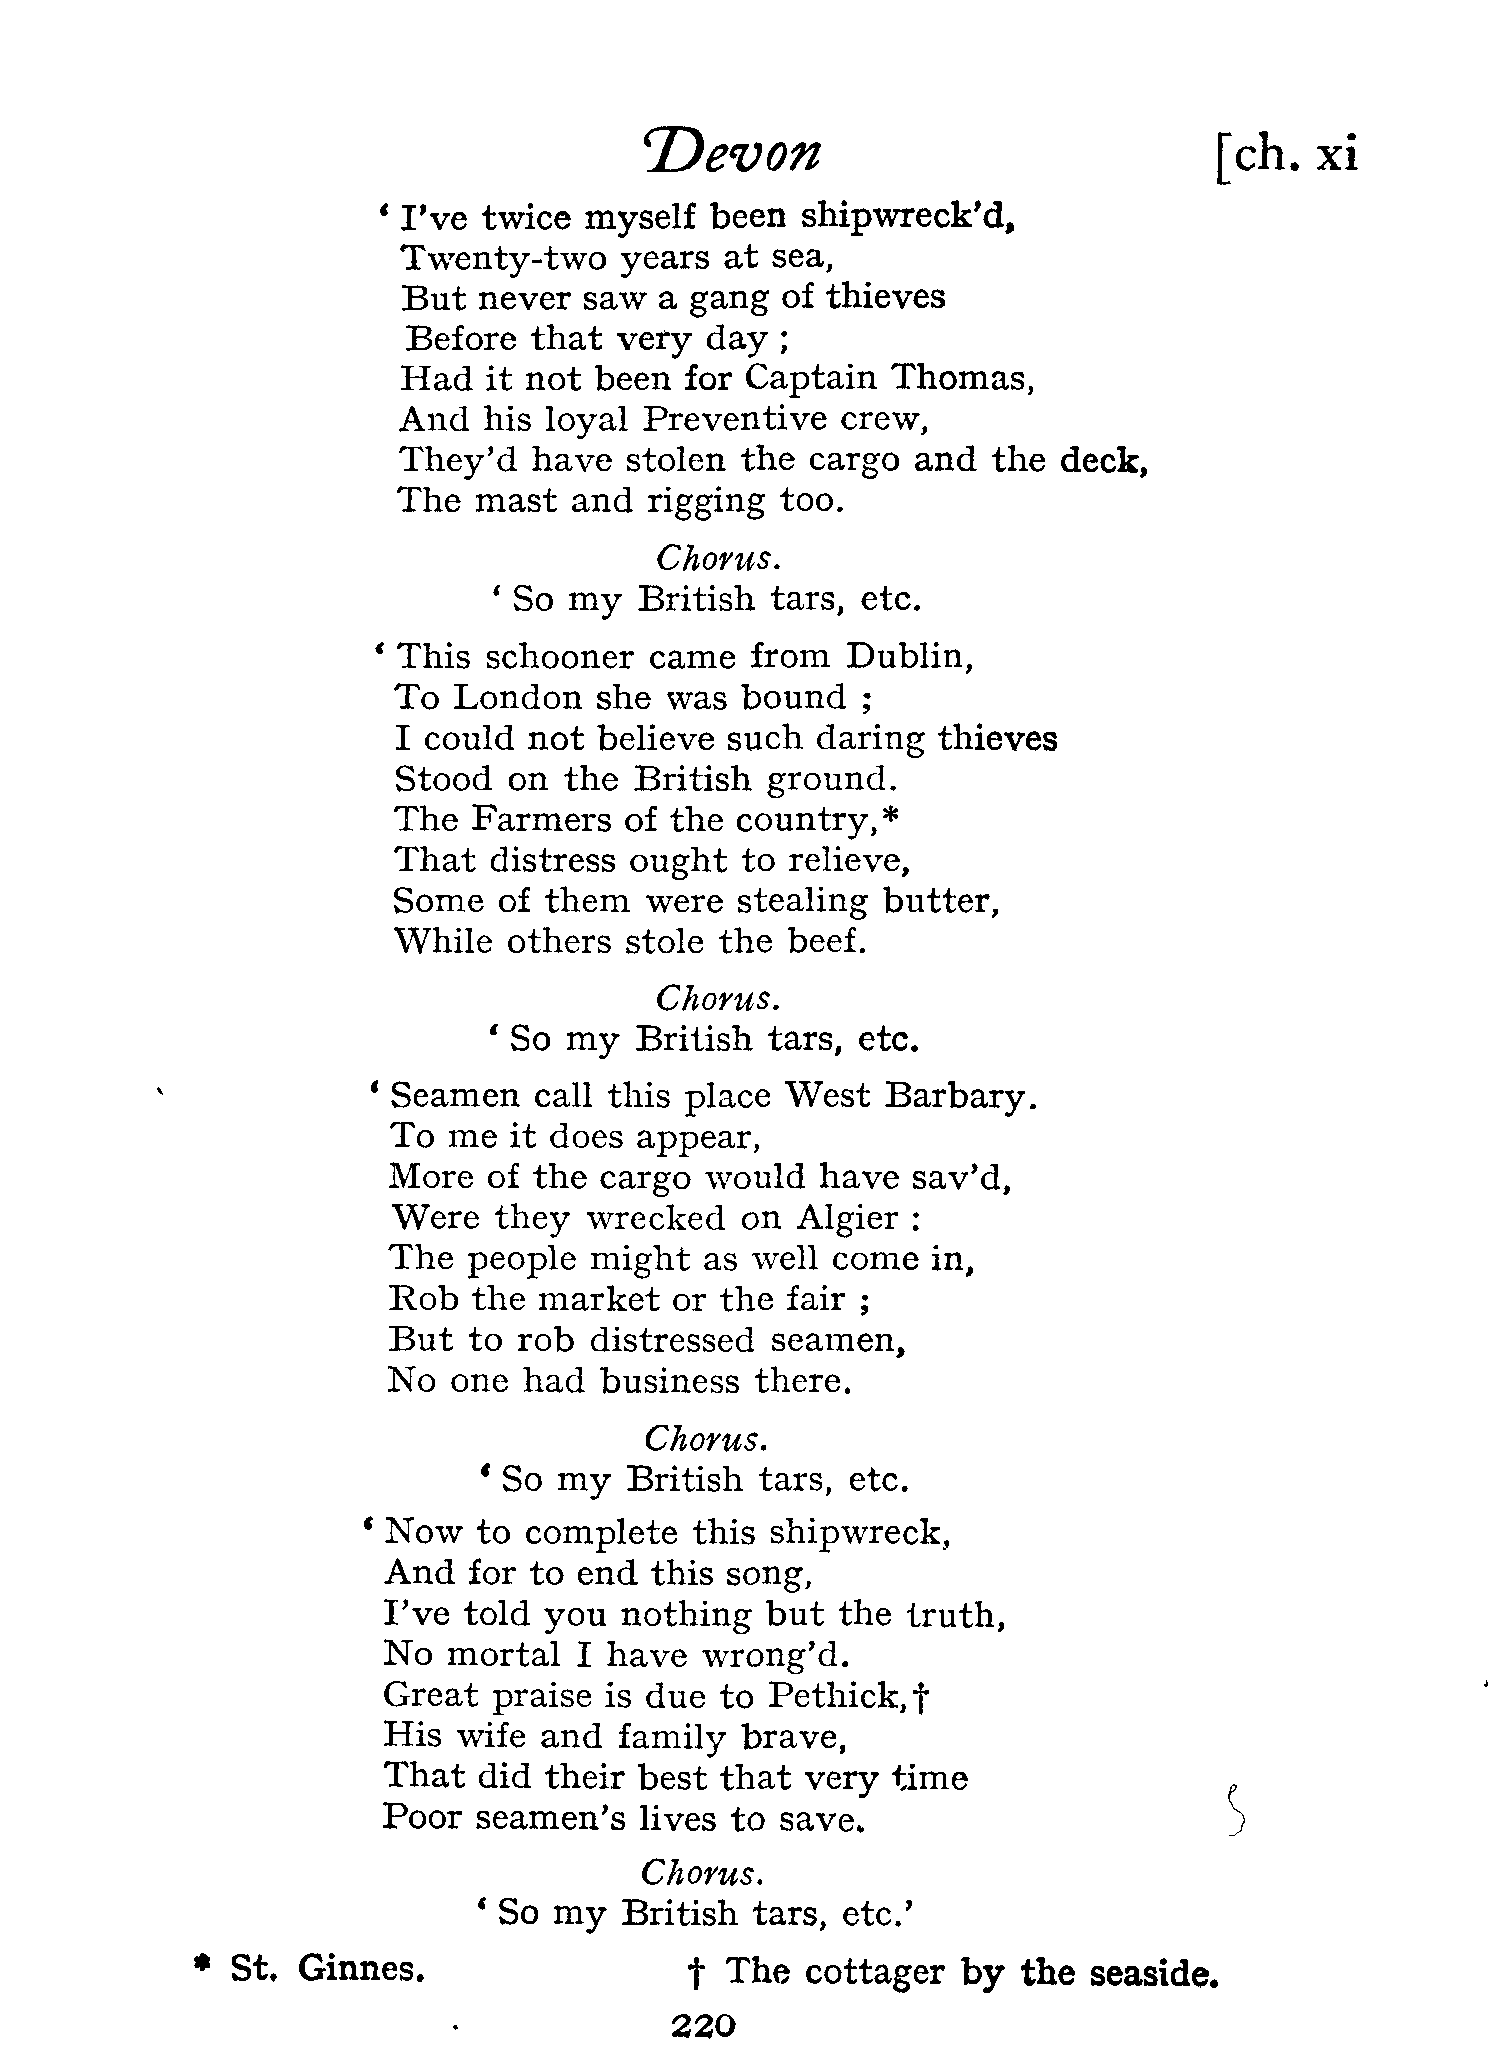 Devon [ch. xi
‘ I've twice myself been shipwreck'd,
Twenty-two years at sea,
But never saw a gang of thieves
Before that very day ;
Had it not been for Captain Thomas,
And his loyal Preventive crew,
They'd have stolen the cargo and the deck,
The mast and rigging too.
Chorus.
‘ So my British tars, etc.
‘ This schooner came from Dublin,
To London she was bound ;
I could not believe such daring thieves
Stood on the British ground.
The Farmers of the country,*
That distress ought to relieve,
Some of them were stealing butter,
While others stole the beef.
Chorus.
‘ So my British tars, etc.
‘ Seamen call this place West Barbary.
To me it does appear,
More of the cargo would have sav'd,
Were they wrecked on Algier :
The people might as well come in,
Rob the market or the fair ;
But to rob distressed seamen,
No one had business there.
Chorus.
‘ So my British tars, etc.
‘ Now to complete this shipwreck,
And for to end this song,
I've told you nothing but the truth,
No mortal I have wrong'd.
Great praise is due to Pethick,†
His wife and family brave,
That did their best that very time
Poor seamen's lives to save.
Chorus.
‘ So my British tars, etc.’
* St. Ginnes. † The cottager by the seaside.
220